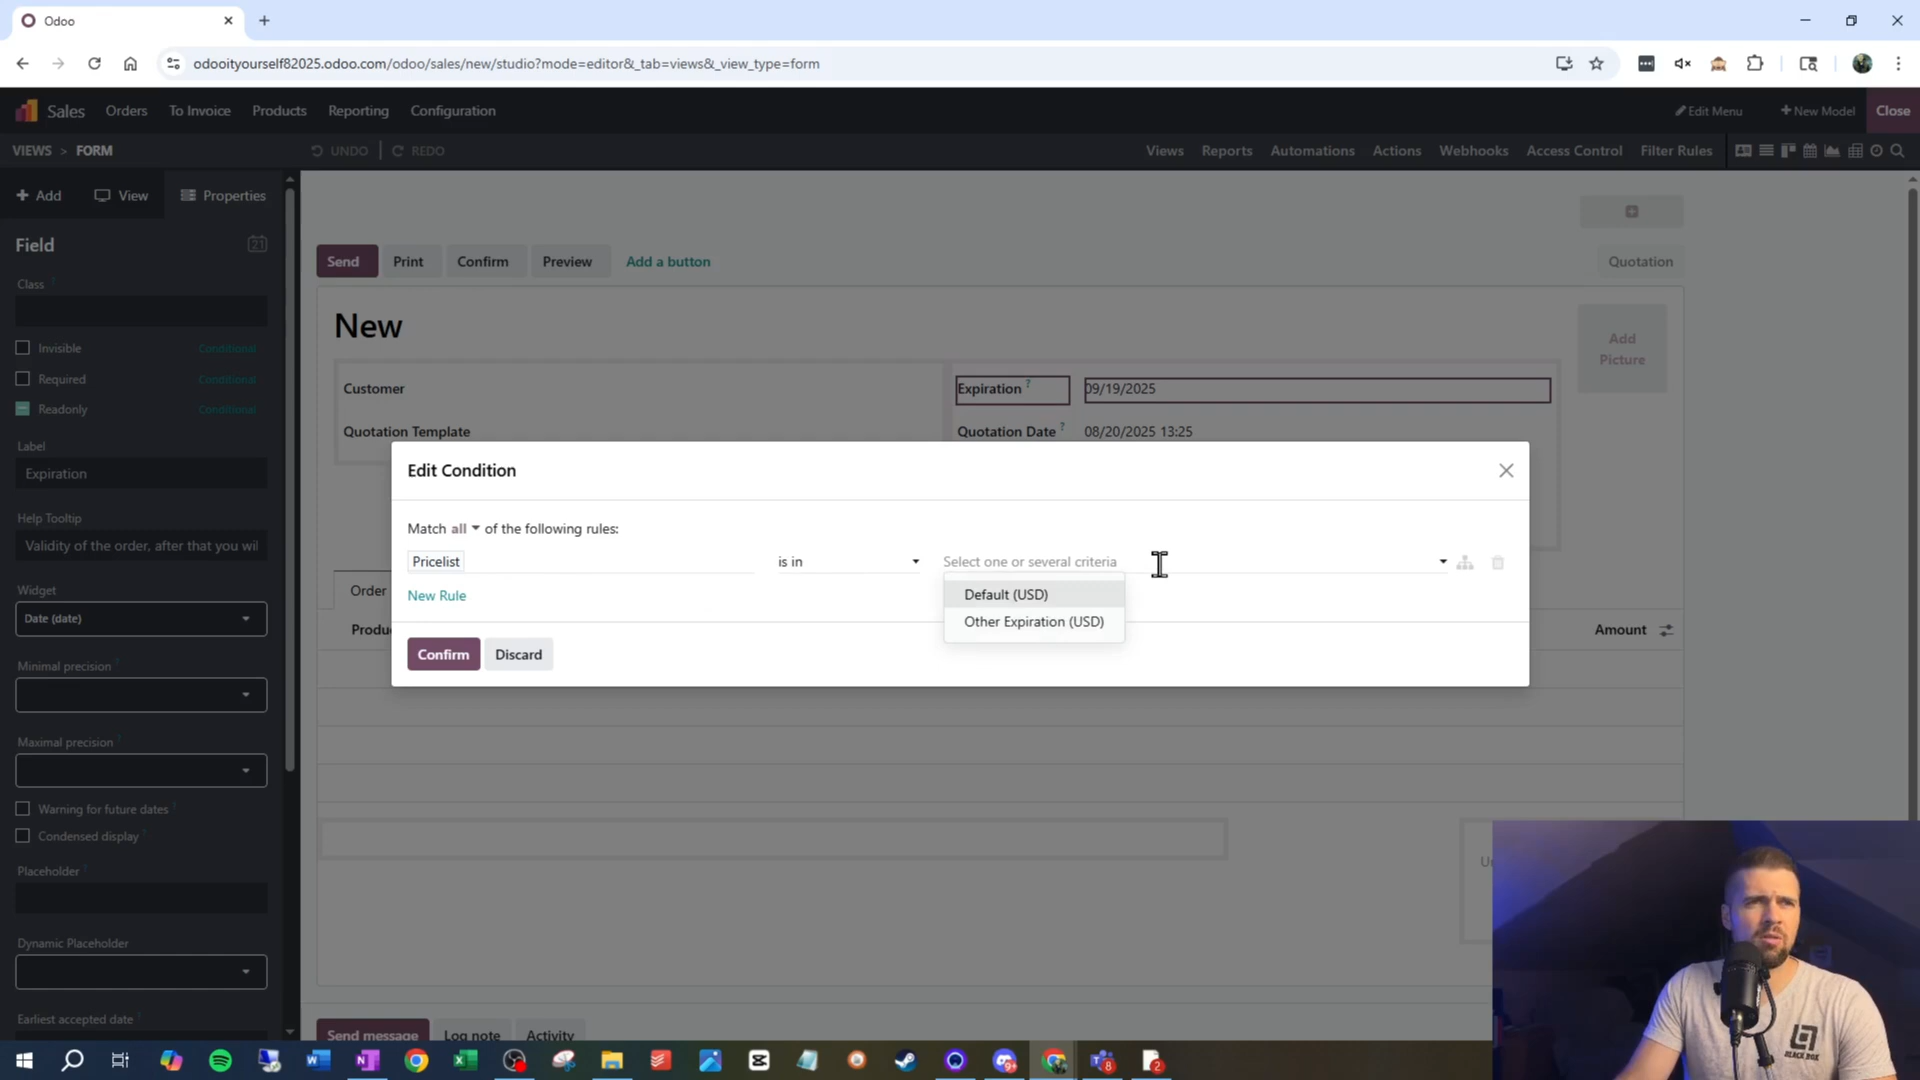 Odoo
odooityourself82025.odoo.com/odoo/sales/new/studio?mode=editor&_tab=views&_view_type=form
Sales Orders To Invoice Products Reporting Configuration Edit Menu + New Model Close
VIEWS > FORM UNDO REDO Views Reports Automations Actions Webhooks Access Control Filter Rules
+ Add View Properties
Field
21
Class ?
Invisible Conditional
Required Conditional
Readonly Conditional
Label
Expiration
Help Tooltip
Validity of the order, after that you wil
Widget
Date (date)
Minimal precision ?
Maximal precision ?
Warning for future dates ?
Condensed display ?
Placeholder ?
Dynamic Placeholder
Earliest accepted date ?
Send Print Confirm Preview Add a button Quotation
New
Add
Picture
Customer
Expiration ? 09/19/2025
Quotation Template
Quotation Date ? 08/20/2025 13:25
Edit Condition
Match all of the following rules:
Pricelist is in Select one or several criteria
Default (USD)
Other Expiration (USD)
New Rule
Confirm Discard
Order
Produ
Amount
Send message Log note Activity
8
2
BLACK BOX